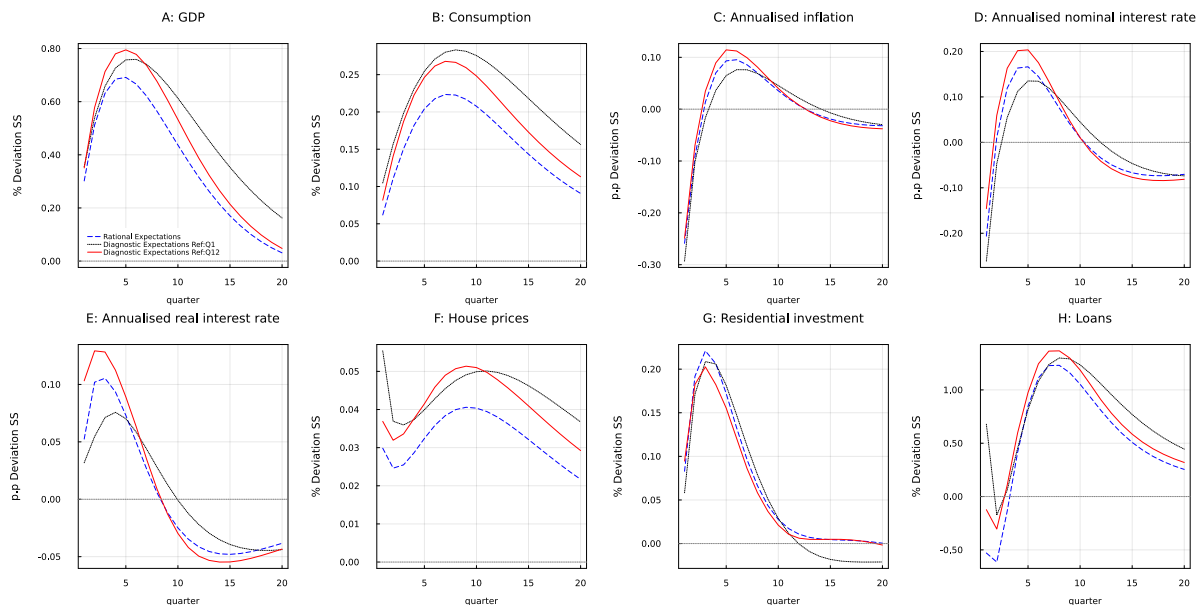 A: GDP
B: Consumption
C: Annualised inflation
D: Annualised nominal interest rate
% Deviation SS
0.80
0.60
0.40
0.20
0.00
Rational Expectations
Diagnostic Expectations Ref:Q1
Diagnostic Expectations Ref:Q12
5 10 15 20
quarter
% Deviation SS
0.25
0.20
0.15
0.10
0.05
0.00
5 10 15 20
quarter
p.p Deviation SS
0.10
0.00
-0.10
-0.20
-0.30
5 10 15 20
quarter
p.p Deviation SS
0.20
0.10
0.00
-0.10
-0.20
5 10 15 20
quarter
E: Annualised real interest rate
F: House prices
G: Residential investment
H: Loans
p.p Deviation SS
0.10
0.05
0.00
-0.05
5 10 15 20
quarter
% Deviation SS
0.05
0.04
0.03
0.02
0.01
0.00
5 10 15 20
quarter
% Deviation SS
0.20
0.15
0.10
0.05
0.00
5 10 15 20
quarter
% Deviation SS
1.00
0.50
0.00
-0.50
5 10 15 20
quarter